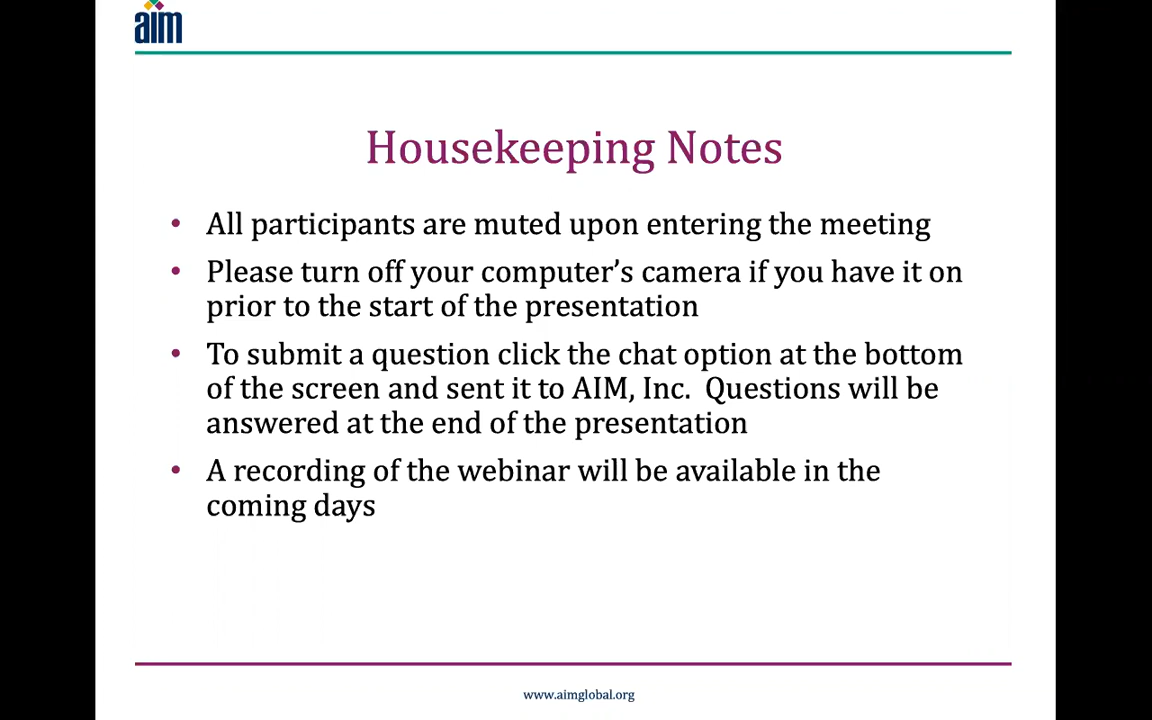 aim
Housekeeping Notes
• All participants are muted upon entering the meeting
• Please turn off your computer’s camera if you have it on
prior to the start of the presentation
• To submit a question click the chat option at the bottom
of the screen and sent it to AIM, Inc.  Questions will be
answered at the end of the presentation
• A recording of the webinar will be available in the
coming days
www.aimglobal.org